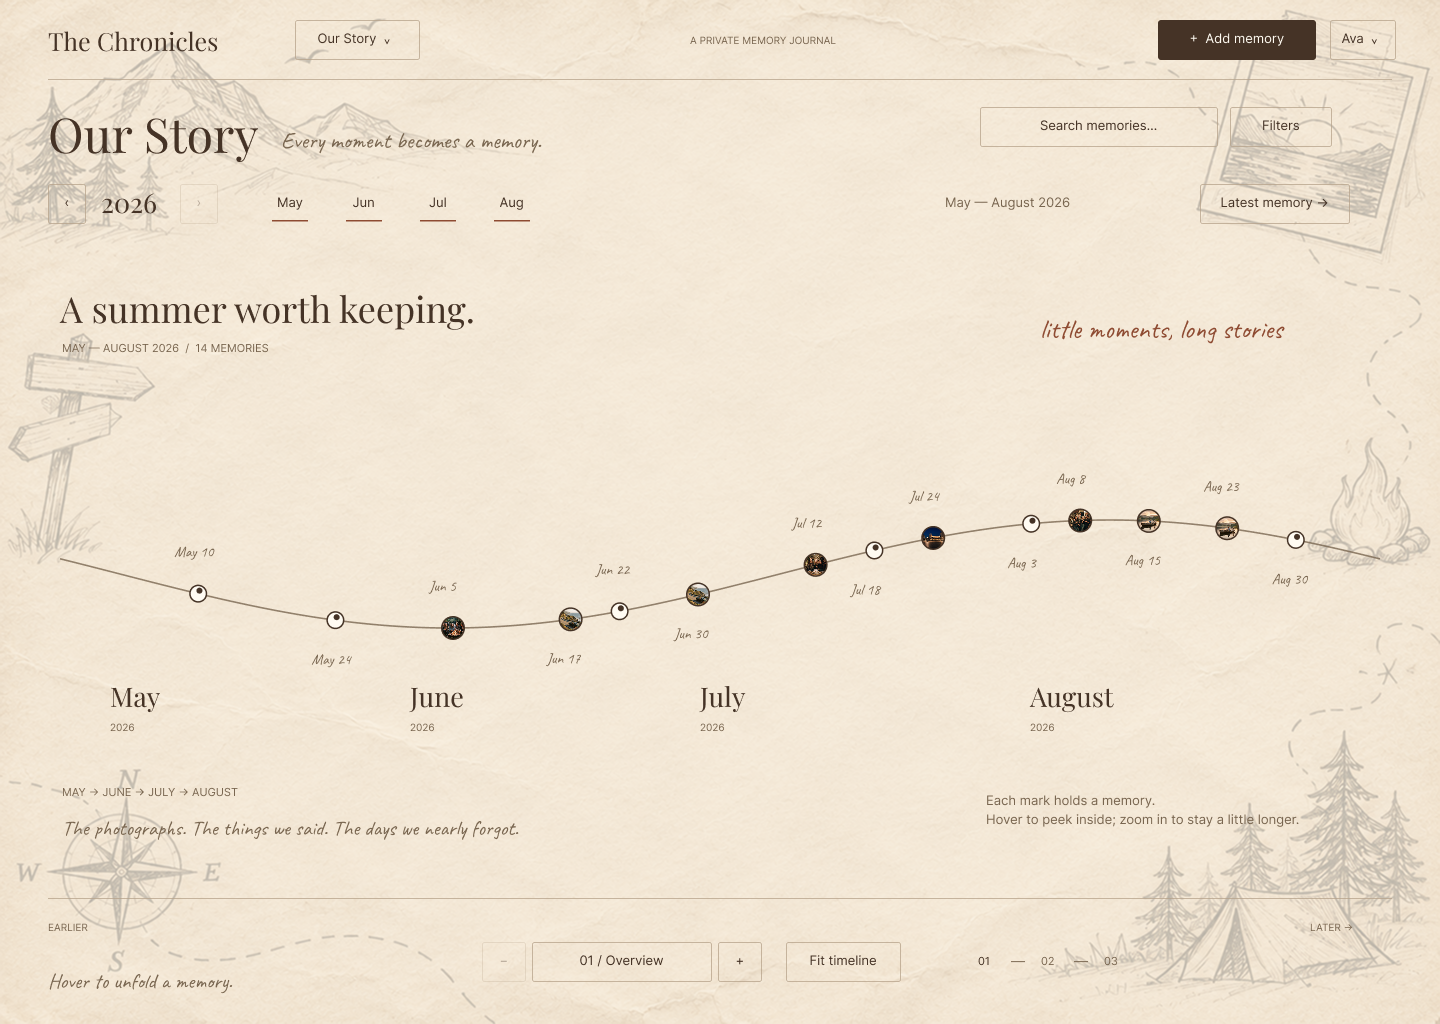 The Chronicles
Our Story ˅
A PRIVATE MEMORY JOURNAL
+ Add memory
Ava ˅
Our Story
Every moment becomes a memory.
Search memories...
Filters
‹ 2026 ›
May Jun Jul Aug
May — August 2026
Latest memory →
A summer worth keeping.
MAY — AUGUST 2026 / 14 MEMORIES
little moments, long stories
May 10
May 24
Jun 5
Jun 17
Jun 22
Jun 30
Jul 12
Jul 18
Jul 24
Aug 3
Aug 8
Aug 15
Aug 23
Aug 30
May
2026
June
2026
July
2026
August
2026
MAY → JUNE → JULY → AUGUST
The photographs. The things we said. The days we nearly forgot.
Each mark holds a memory.
Hover to peek inside; zoom in to stay a little longer.
N
W
E
S
EARLIER
LATER →
Hover to unfold a memory.
− 01 / Overview +
Fit timeline
01 — 02 — 03